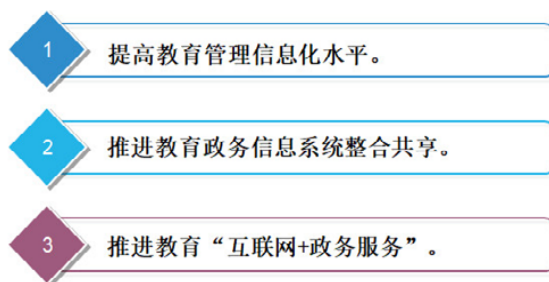 1 提高教育管理信息化水平。
2 推进教育政务信息系统整合共享。
3 推进教育“互联网+政务服务”。